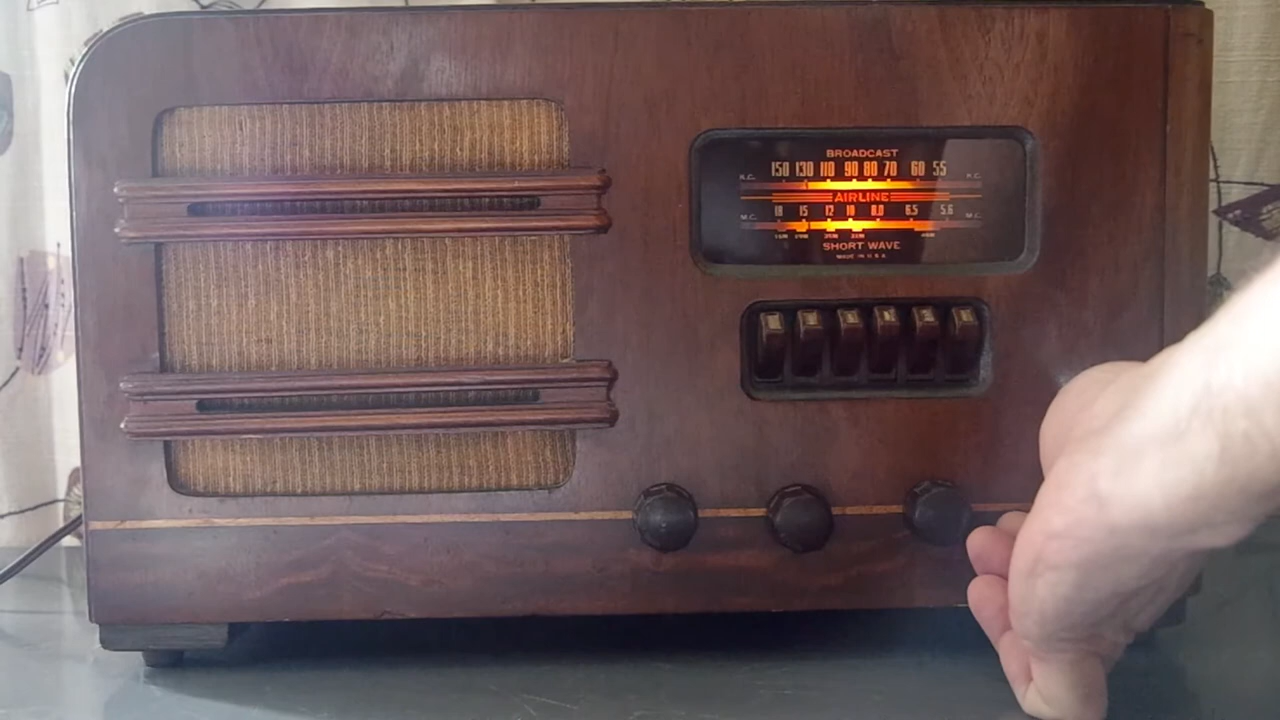 BROADCAST
150 130 110 90 80 70 60 55
K.C. K.C.
AIRLINE
18 15 12 10 8.0 6.5 5.6
M.C. M.C.
SHORT WAVE
MADE IN U.S.A.